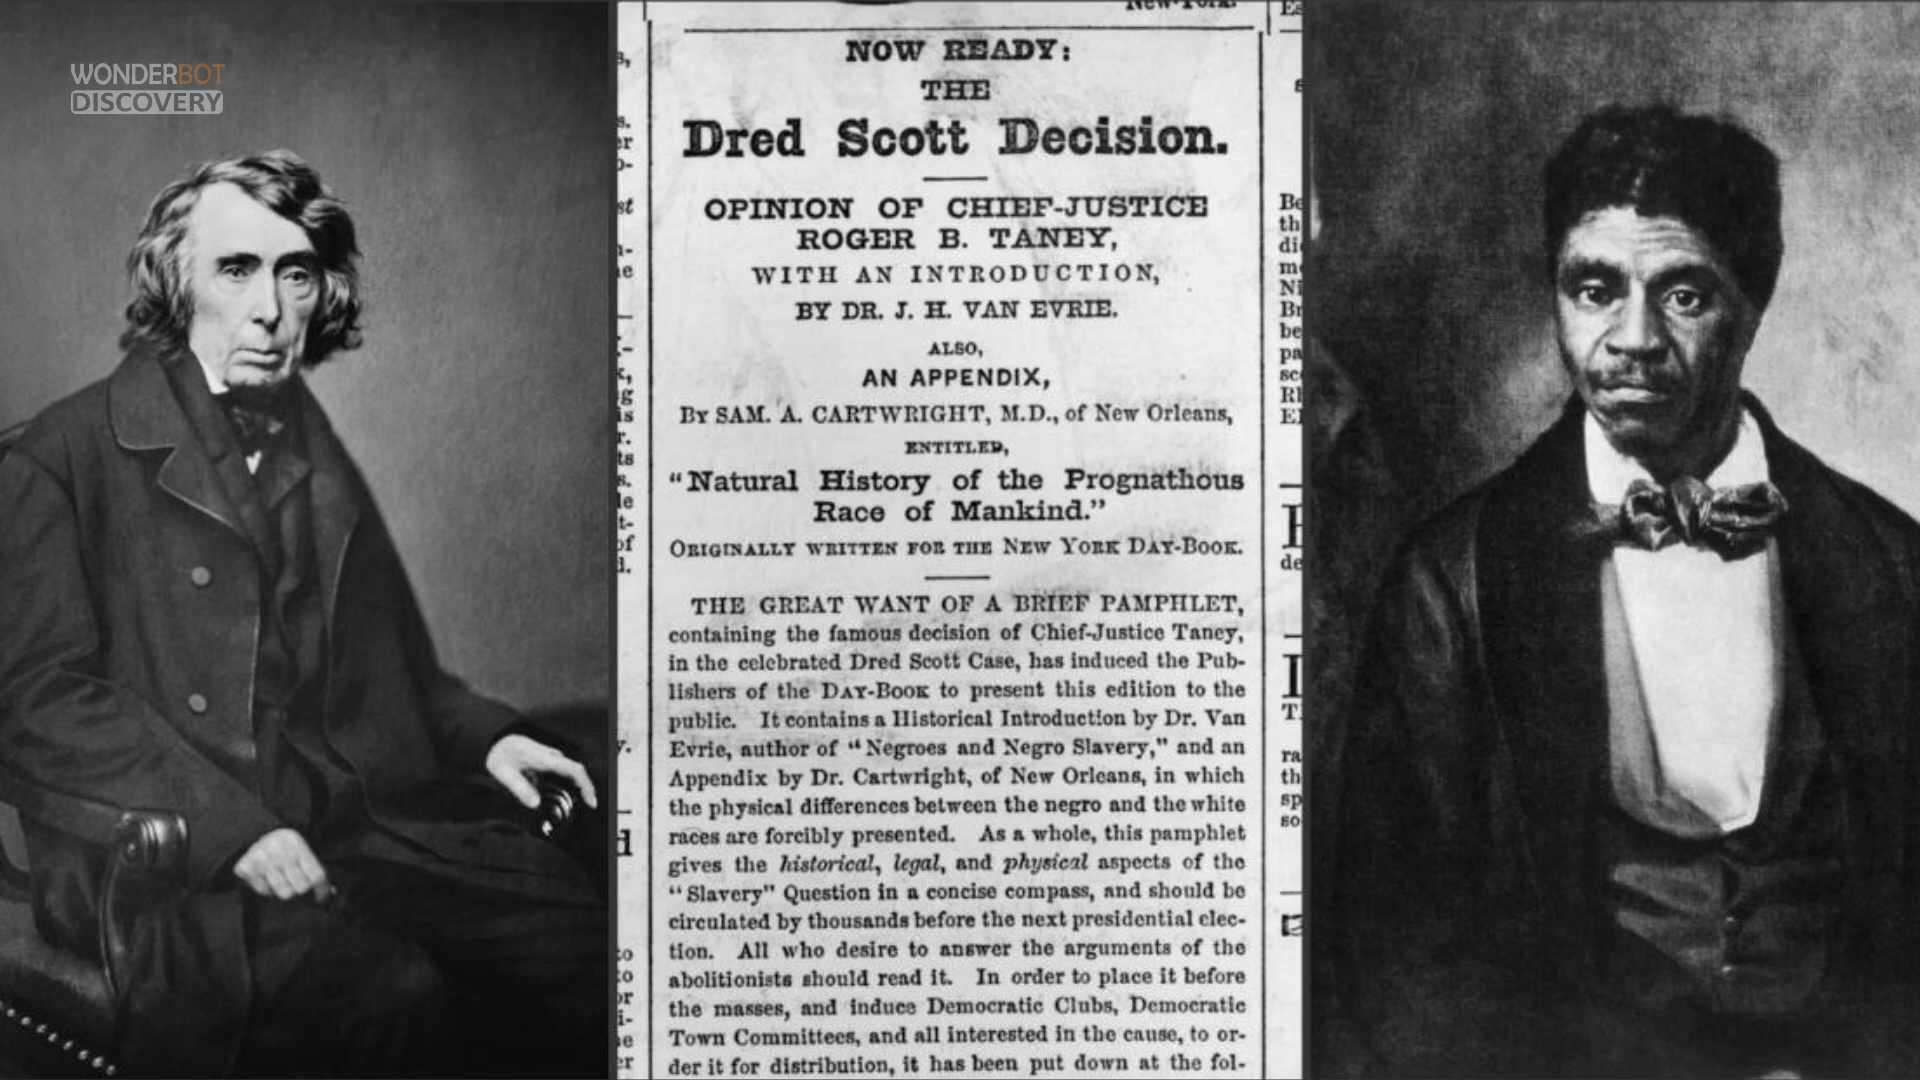 WONDERBOT
DISCOVERY
New-York.
NOW READY:
THE
Dred Scott Decision.
OPINION OF CHIEF-JUSTICE
ROGER B. TANEY,
WITH AN INTRODUCTION,
BY DR. J. H. VAN EVRIE.
ALSO,
AN APPENDIX,
BY SAM. A. CARTWRIGHT, M.D., of New Orleans,
ENTITLED,
“Natural History of the Prognathous
Race of Mankind.”
ORIGINALLY WRITTEN FOR THE NEW YORK DAY-BOOK.
THE GREAT WANT OF A BRIEF PAMPHLET,
containing the famous decision of Chief-Justice Taney,
in the celebrated Dred Scott Case, has induced the Pub-
lishers of the DAY-BOOK to present this edition to the
public. It contains a Historical Introduction by Dr. Van
Evrie, author of “Negroes and Negro Slavery,” and an
Appendix by Dr. Cartwright, of New Orleans, in which
the physical differences between the negro and the white
races are forcibly presented. As a whole, this pamphlet
gives the historical, legal, and physical aspects of the
“Slavery” Question in a concise compass, and should be
circulated by thousands before the next presidential elec-
tion. All who desire to answer the arguments of the
abolitionists should read it. In order to place it before
the masses, and induce Democratic Clubs, Democratic
Town Committees, and all interested in the cause, to or-
der it for distribution, it has been put down at the fol-